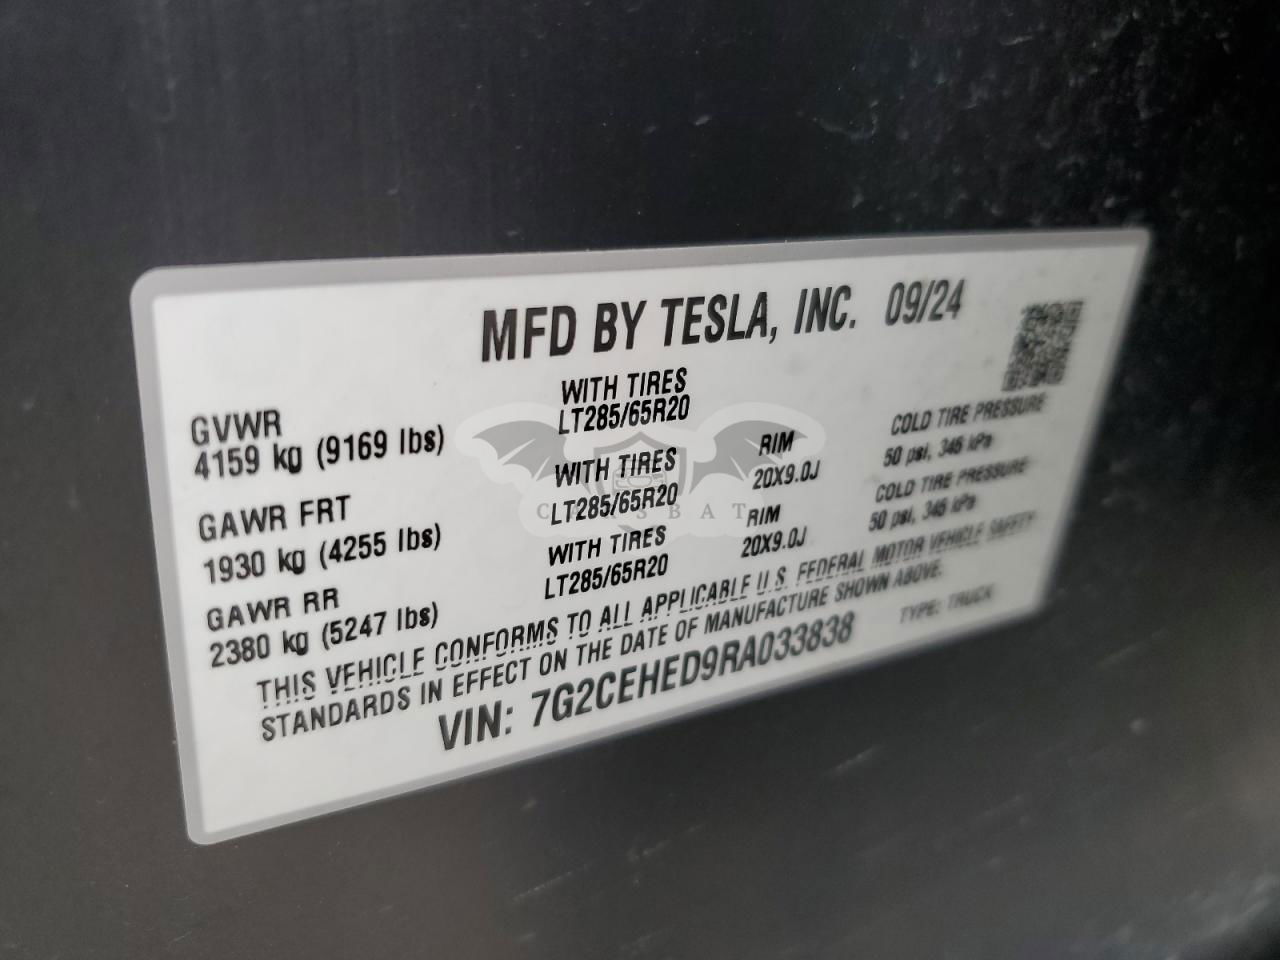 MFD BY TESLA, INC. 09/24
GVWR
4159 kg (9169 lbs)
WITH TIRES
LT285/65R20
GAWR FRT
1930 kg (4255 lbs)
WITH TIRES
LT285/65R20
RIM
20X9.0J
COLD TIRE PRESSURE
50 psi, 345 kPa
GAWR RR
2380 kg (5247 lbs)
WITH TIRES
LT285/65R20
RIM
20X9.0J
COLD TIRE PRESSURE
50 psi, 345 kPa
THIS VEHICLE CONFORMS TO ALL APPLICABLE U.S. FEDERAL MOTOR VEHICLE SAFETY
STANDARDS IN EFFECT ON THE DATE OF MANUFACTURE SHOWN ABOVE.
VIN: 7G2CEHED9RA033838
TYPE: TRUCK
CARSBAT